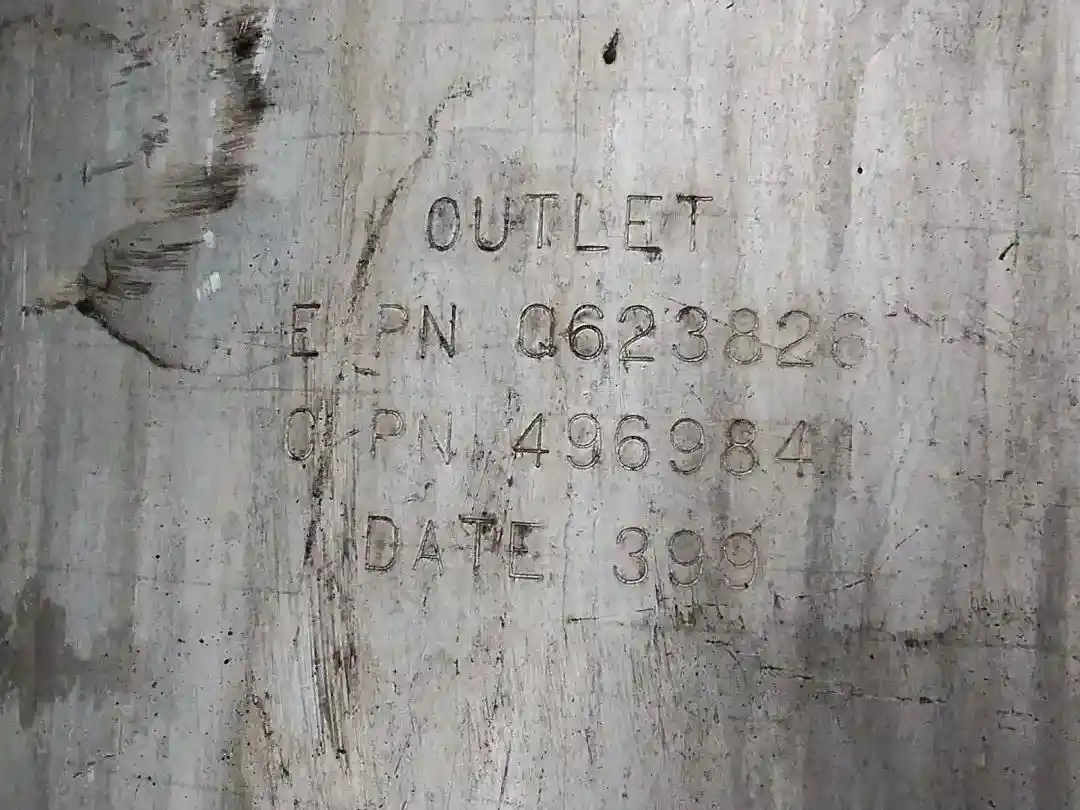 OUTLET
E PN Q623826
C PN 4969841
DATE 399